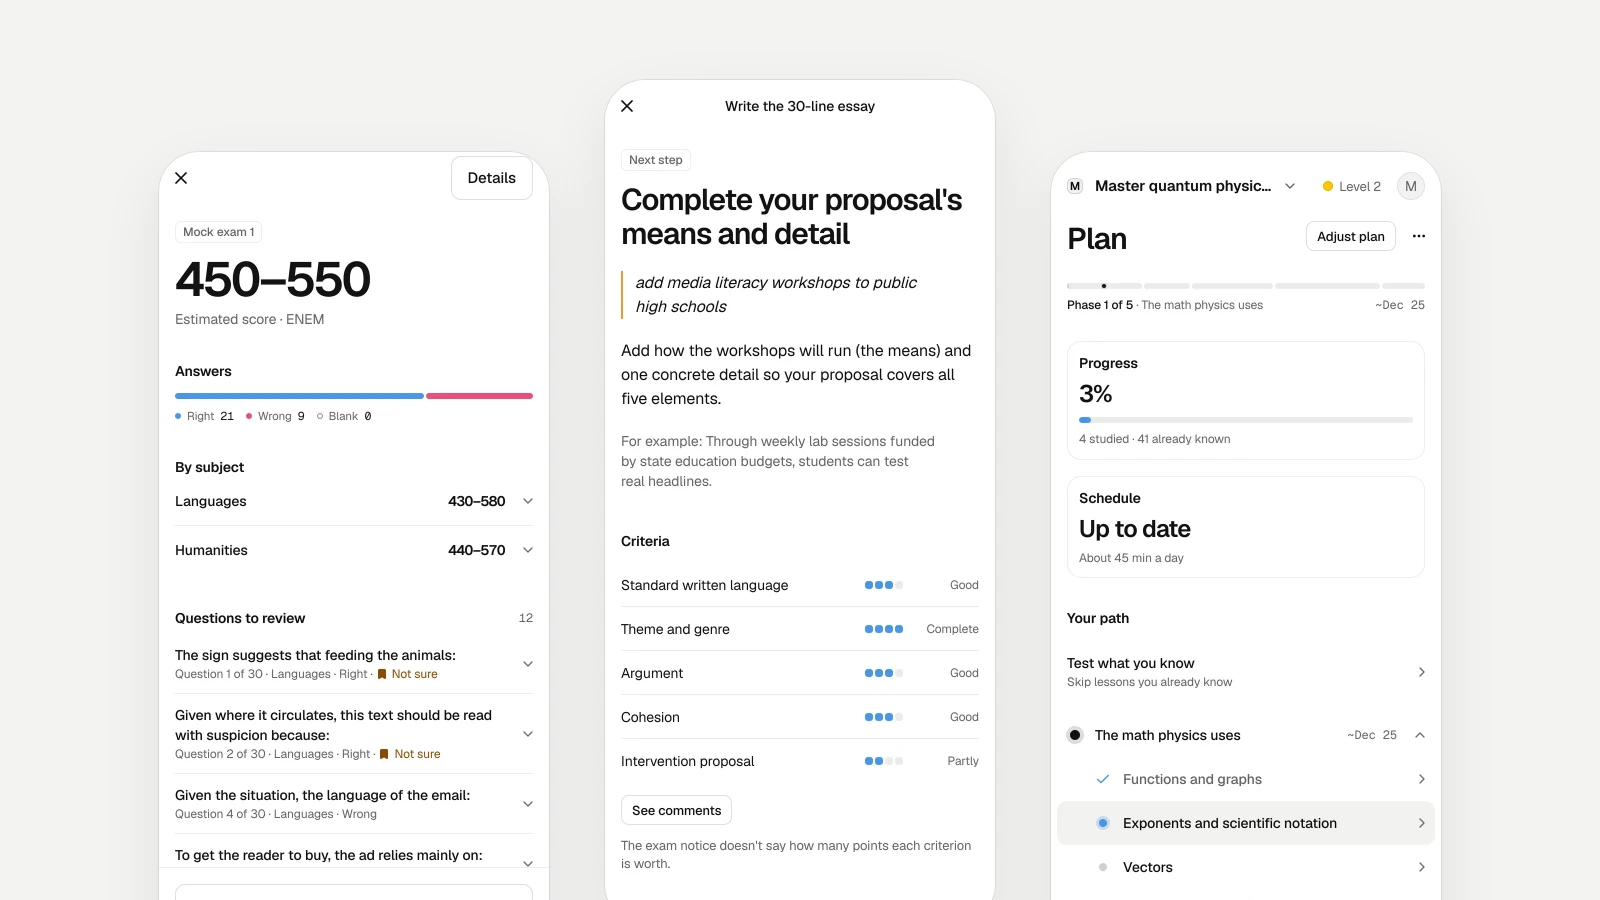 Details
Mock exam 1
450–550
Estimated score · ENEM
Answers
Right 21 Wrong 9 Blank 0
By subject
Languages 430–580
Humanities 440–570
Questions to review 12
The sign suggests that feeding the animals:
Question 1 of 30 · Languages · Right · Not sure
Given where it circulates, this text should be read
with suspicion because:
Question 2 of 30 · Languages · Right · Not sure
Given the situation, the language of the email:
Question 4 of 30 · Languages · Wrong
To get the reader to buy, the ad relies mainly on:
Write the 30-line essay
Next step
Complete your proposal's
means and detail
add media literacy workshops to public
high schools
Add how the workshops will run (the means) and
one concrete detail so your proposal covers all
five elements.
For example: Through weekly lab sessions funded
by state education budgets, students can test
real headlines.
Criteria
Standard written language Good
Theme and genre Complete
Argument Good
Cohesion Good
Intervention proposal Partly
See comments
The exam notice doesn't say how many points each criterion
is worth.
M Master quantum physic... Level 2 M
Plan Adjust plan
Phase 1 of 5 · The math physics uses ~Dec 25
Progress
3%
4 studied · 41 already known
Schedule
Up to date
About 45 min a day
Your path
Test what you know
Skip lessons you already know
The math physics uses ~Dec 25
Functions and graphs
Exponents and scientific notation
Vectors